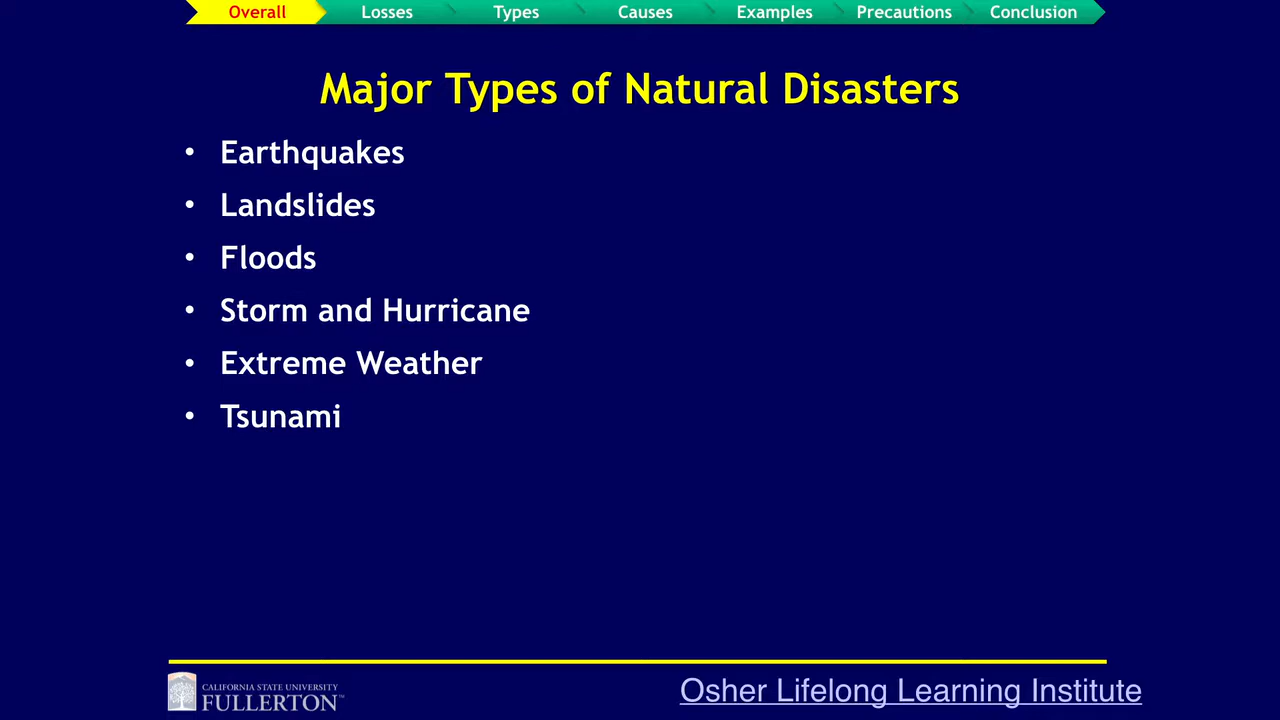 Overall Losses Types Causes Examples Precautions Conclusion
Major Types of Natural Disasters
• Earthquakes
• Landslides
• Floods
• Storm and Hurricane
• Extreme Weather
• Tsunami
CALIFORNIA STATE UNIVERSITY
FULLERTON™
Osher Lifelong Learning Institute